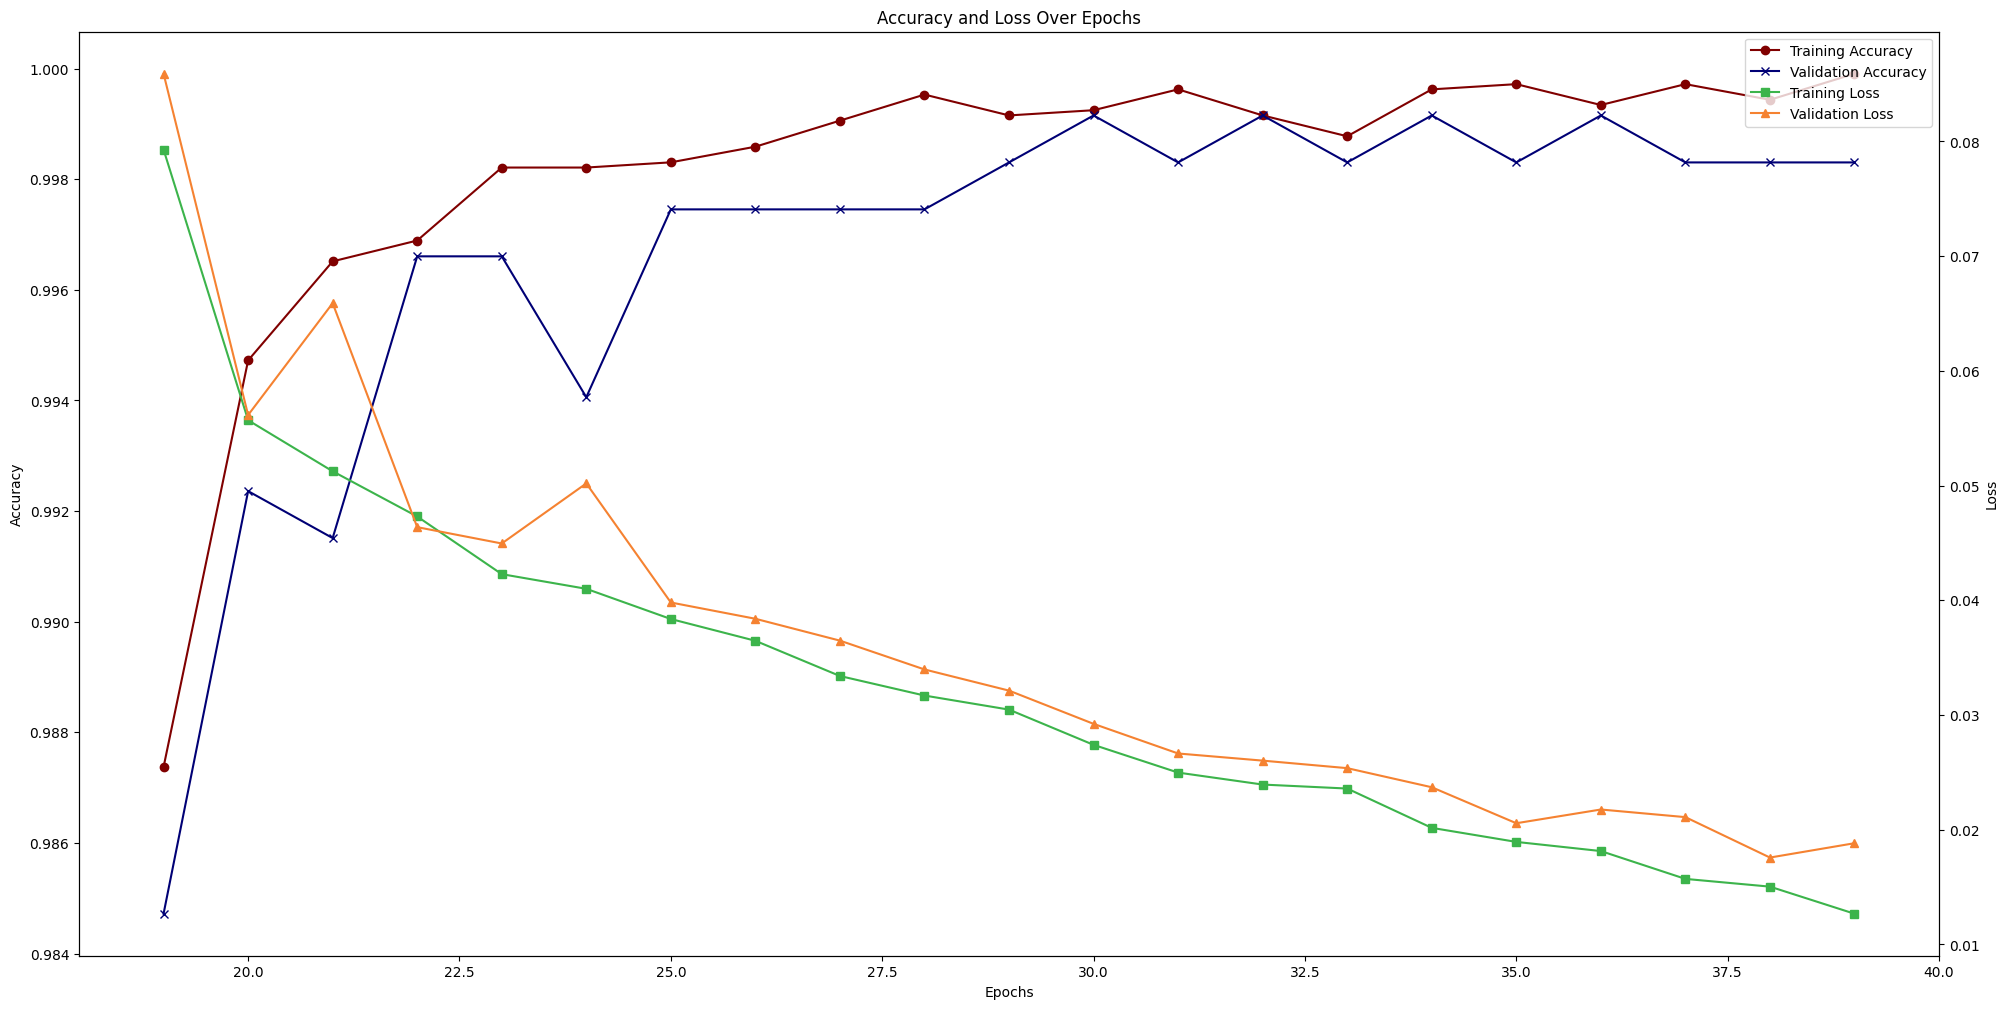 Accuracy and Loss Over Epochs
Training Accuracy
Validation Accuracy
Training Loss
Validation Loss
1.000
0.998
0.996
0.994
0.992
0.990
0.988
0.986
0.984
Accuracy
0.08
0.07
0.06
0.05
0.04
0.03
0.02
0.01
Loss
20.0 22.5 25.0 27.5 30.0 32.5 35.0 37.5 40.0
Epochs